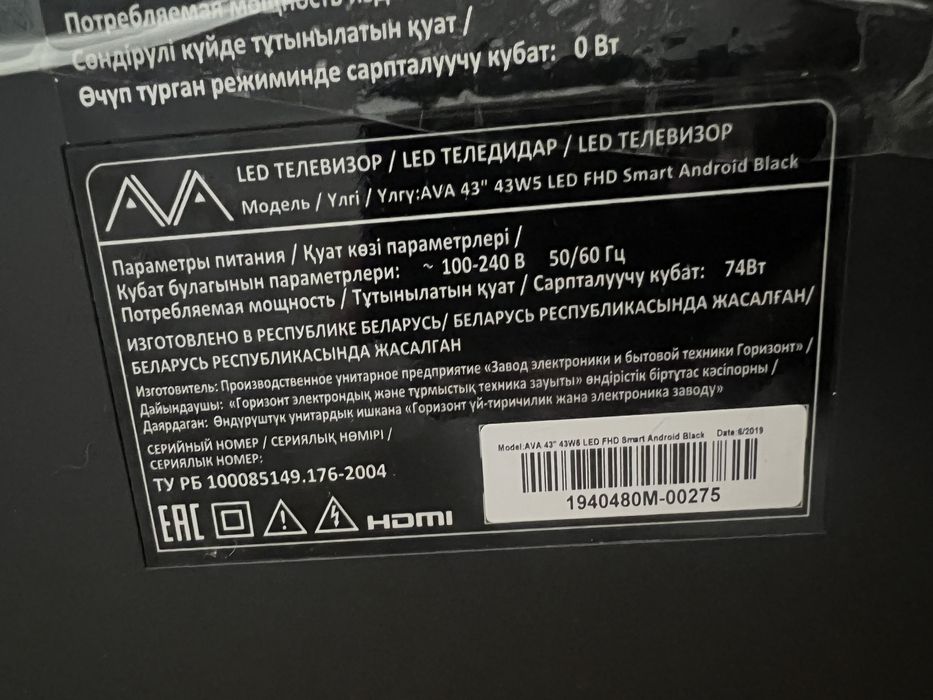 Потребляемая мощность
Сөндірулі күйде тұтынылатын қуат /
Өчүп турган режиминде сарпталуучу кубат: 0 Вт
AVA
LED ТЕЛЕВИЗОР / LED ТЕЛЕДИДАР / LED ТЕЛЕВИЗОР
Модель / Үлгі / Үлгү:AVA 43" 43W5 LED FHD Smart Android Black
Параметры питания / Қуат көзі параметрлері /
Кубат булагынын параметрлери: ~ 100-240 В 50/60 Гц
Потребляемая мощность / Тұтынылатын қуат / Сарпталуучу кубат: 74Вт
ИЗГОТОВЛЕНО В РЕСПУБЛИКЕ БЕЛАРУСЬ/ БЕЛАРУСЬ РЕСПУБЛИКАСЫНДА ЖАСАЛҒАН/
БЕЛАРУСЬ РЕСПУБЛИКАСЫНДА ЖАСАЛГАН
Изготовитель: Производственное унитарное предприятие «Завод электроники и бытовой техники Горизонт» /
Дайындаушы: «Горизонт электрондық және тұрмыстық техника зауыты» өндірістік біртұтас кәсіпорны /
Даярдаган: Өндүрүштүк унитардык ишкана «Горизонт үй-тиричилик жана электроника заводу»
СЕРИЙНЫЙ НОМЕР / СЕРИЯЛЫҚ НӨМІРІ /
СЕРИЯЛЫК НОМЕР:
ТУ РБ 100085149.176-2004
Model:AVA 43" 43W5 LED FHD Smart Android Black Date:6/2019
1940480M-00275
EAC HDMI